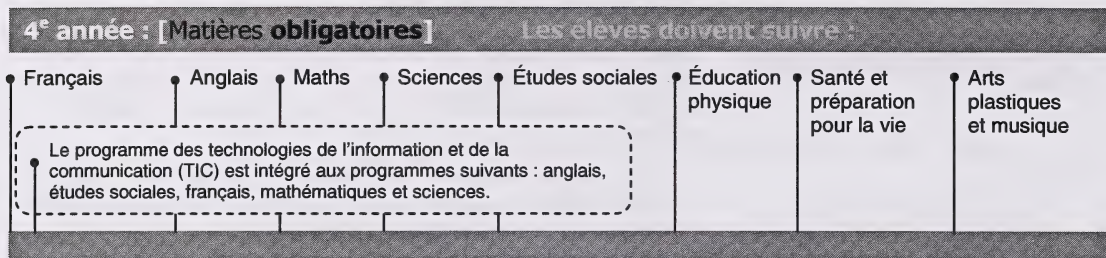 4e année : [Matières obligatoires] Les élèves doivent suivre :
Français Anglais Maths Sciences Études sociales Éducation physique Santé et préparation pour la vie Arts plastiques et musique
Le programme des technologies de l'information et de la
communication (TIC) est intégré aux programmes suivants : anglais,
études sociales, français, mathématiques et sciences.